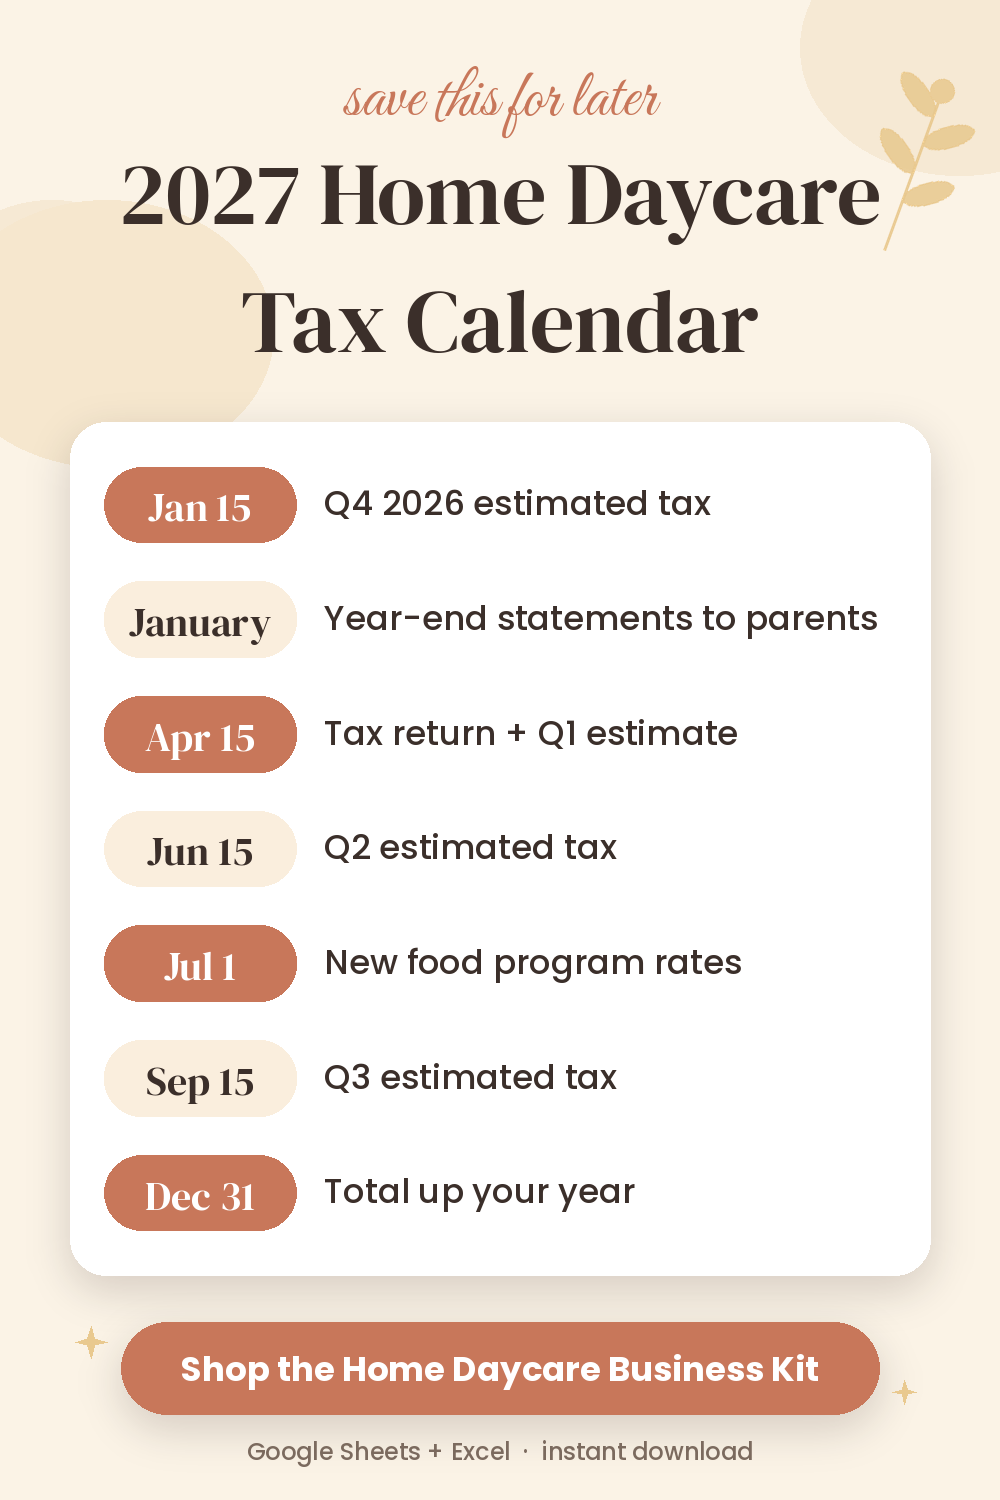 save this for later
2027 Home Daycare
Tax Calendar
Jan 15 Q4 2026 estimated tax
January Year-end statements to parents
Apr 15 Tax return + Q1 estimate
Jun 15 Q2 estimated tax
Jul 1 New food program rates
Sep 15 Q3 estimated tax
Dec 31 Total up your year
Shop the Home Daycare Business Kit
Google Sheets + Excel · instant download